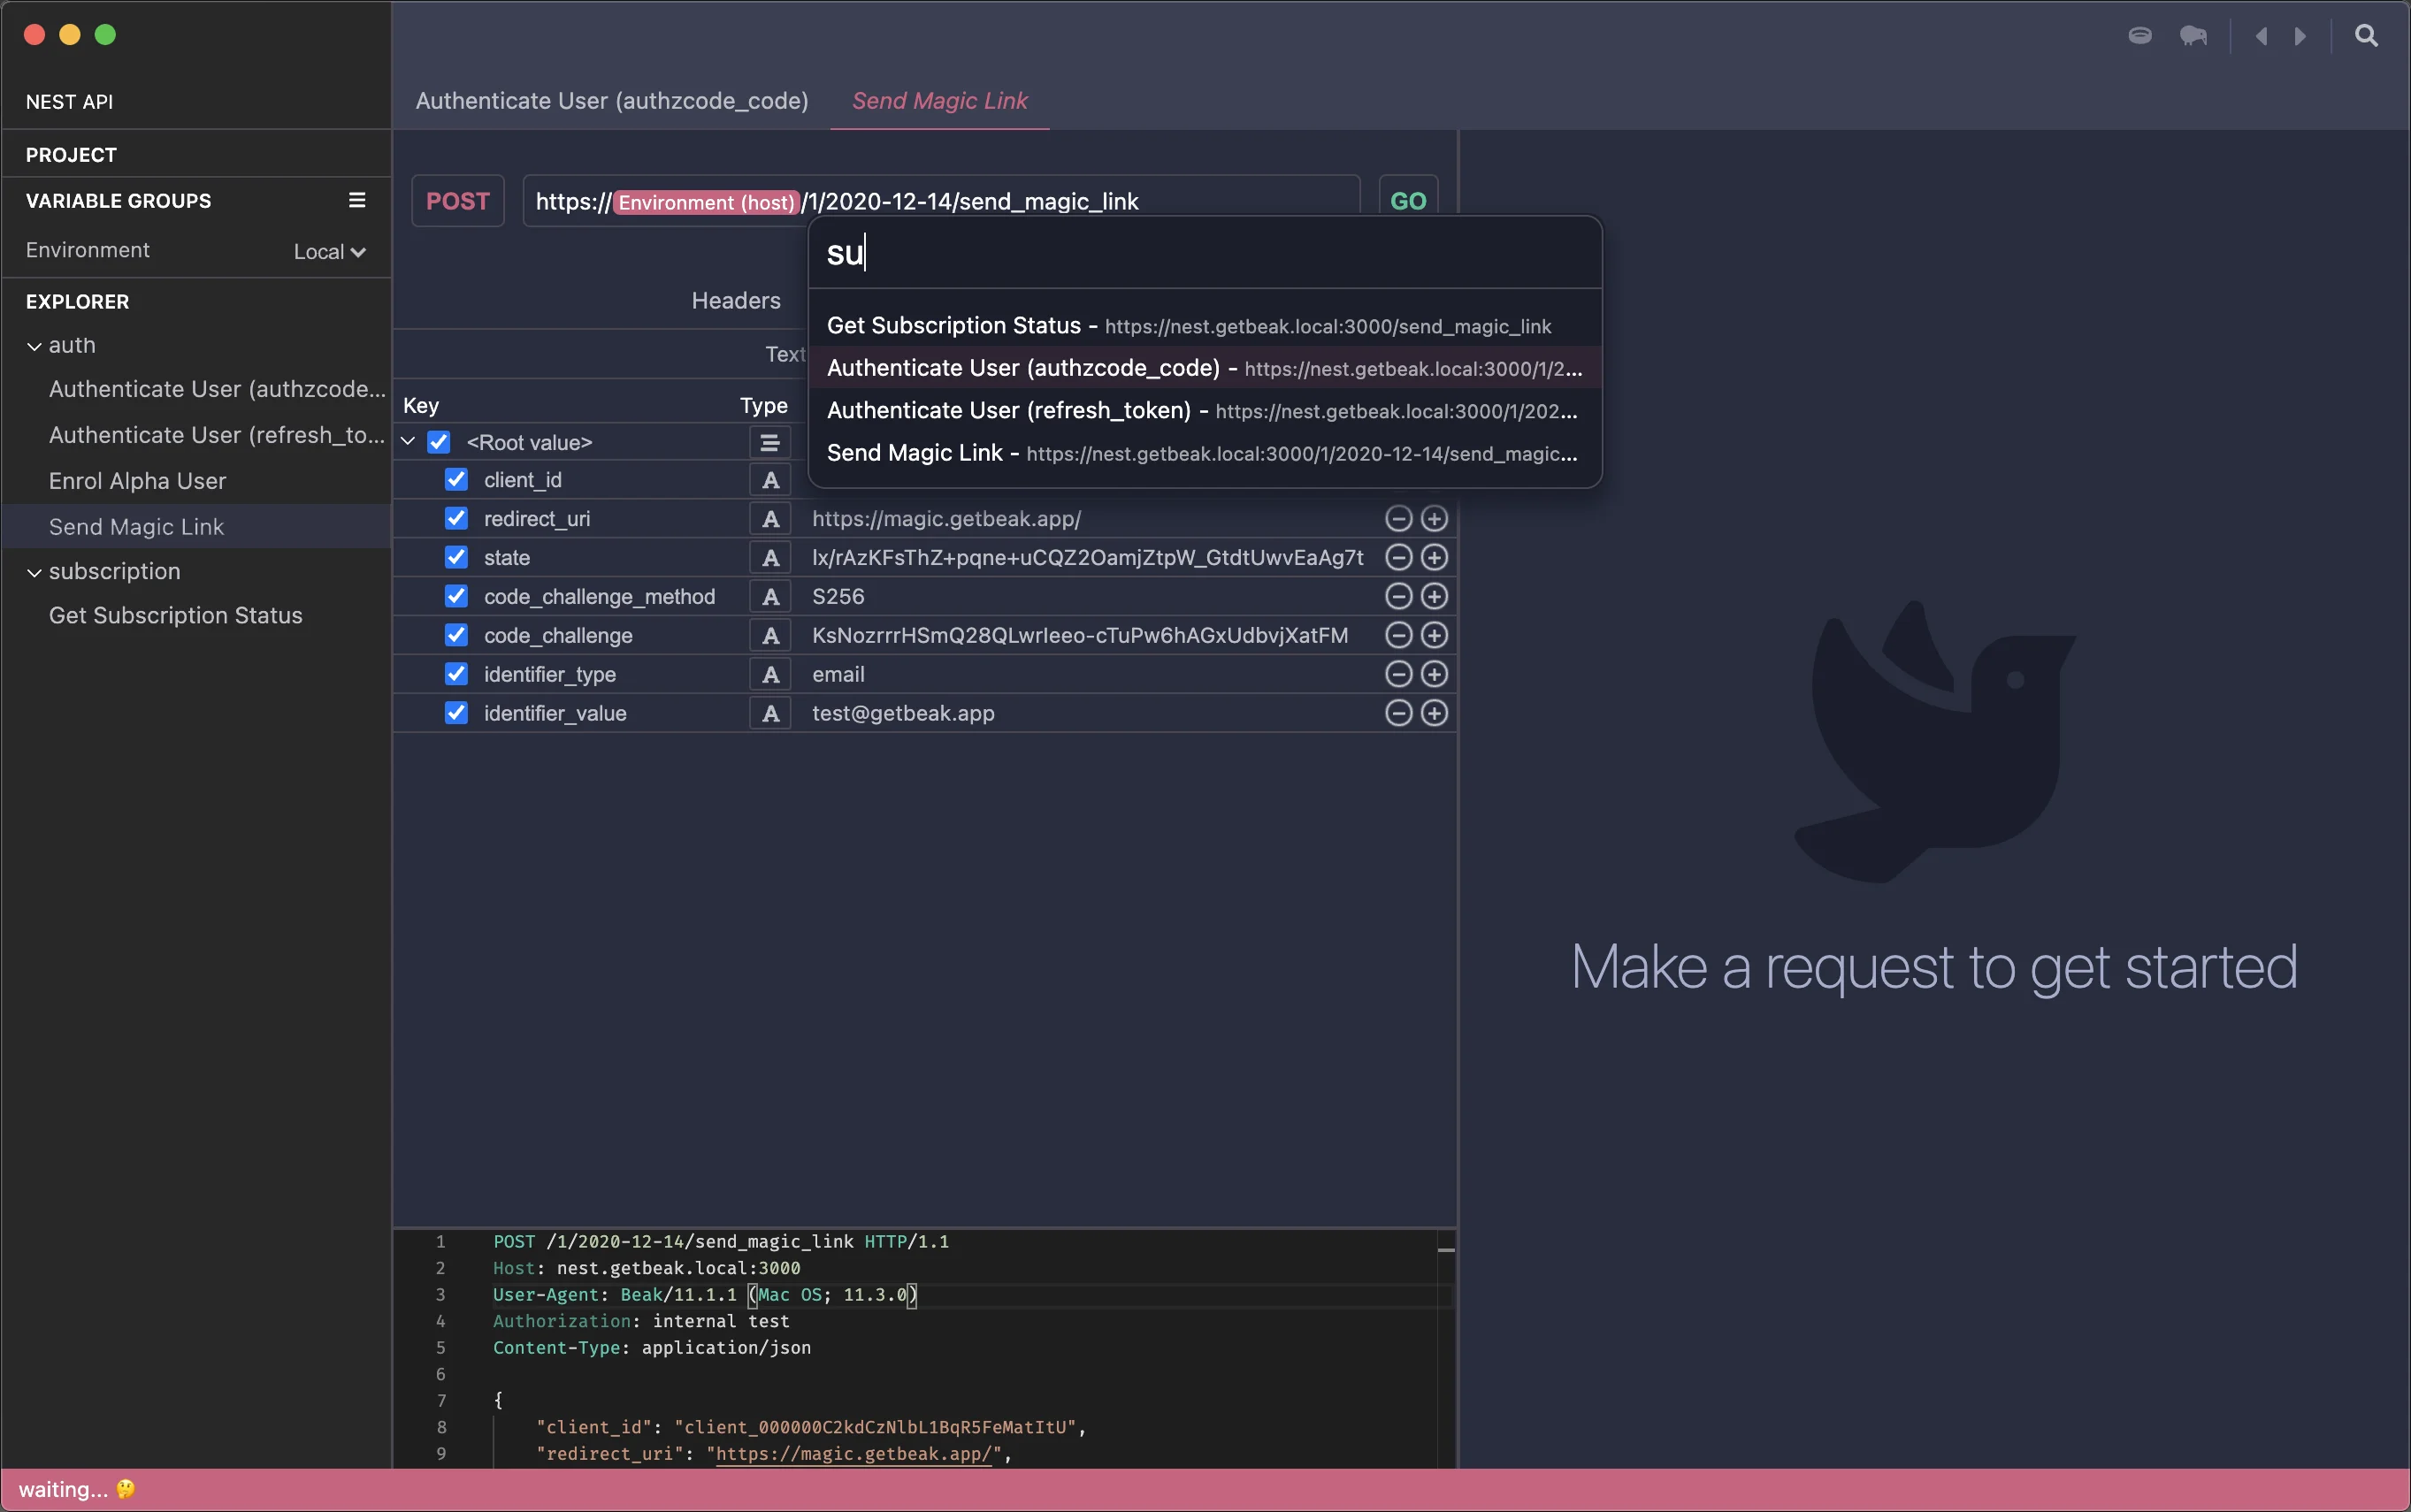 NEST API
PROJECT
VARIABLE GROUPS
Environment Local
EXPLORER
auth
Authenticate User (authzcode...
Authenticate User (refresh_to...
Enrol Alpha User
Send Magic Link
subscription
Get Subscription Status
Authenticate User (authzcode_code) Send Magic Link
POST https://Environment (host)/1/2020-12-14/send_magic_link GO
su
Headers
Get Subscription Status – https://nest.getbeak.local:3000/send_magic_link
Text
Authenticate User (authzcode_code) – https://nest.getbeak.local:3000/1/2...
Authenticate User (refresh_token) – https://nest.getbeak.local:3000/1/202...
Send Magic Link – https://nest.getbeak.local:3000/1/2020-12-14/send_magic...
Key Type
<Root value>
client_id A
redirect_uri A https://magic.getbeak.app/
state A lx/rAzKFsThZ+pqne+uCQZ2OamjZtpW_GtdtUwvEaAg7t
code_challenge_method A S256
code_challenge A KsNozrrrHSmQ28QLwrIeeo-cTuPw6hAGxUdbvjXatFM
identifier_type A email
identifier_value A test@getbeak.app
Make a request to get started
1 POST /1/2020-12-14/send_magic_link HTTP/1.1
2 Host: nest.getbeak.local:3000
3 User-Agent: Beak/11.1.1 (Mac OS; 11.3.0)
4 Authorization: internal test
5 Content-Type: application/json
6
7 {
8 "client_id": "client_000000C2kdCzNlbL1BqR5FeMatItU",
9 "redirect_uri": "https://magic.getbeak.app/",
waiting... 🤔